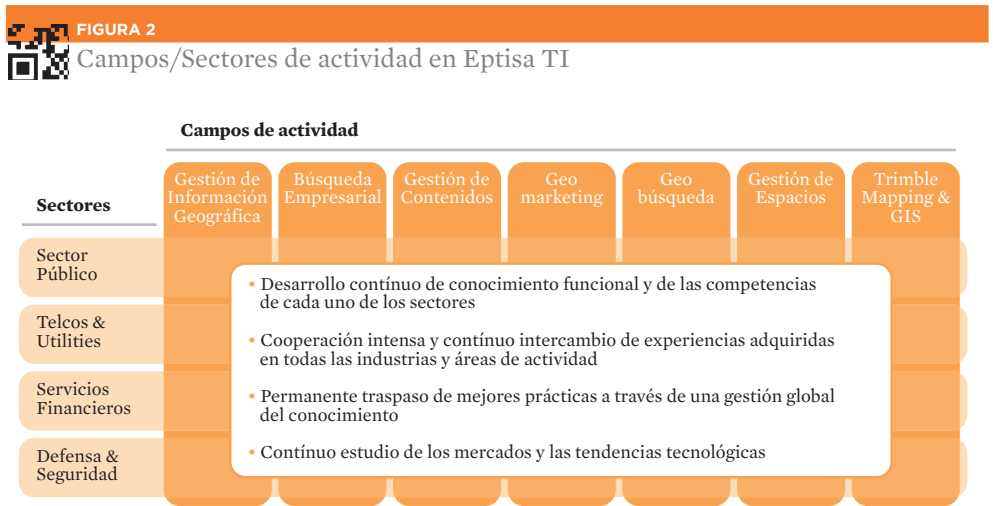 FIGURA 2
Campos/Sectores de actividad en Eptisa TI
Campos de actividad
Sectores
Gestión de
Información
Geográfica
Búsqueda
Empresarial
Gestión de
Contenidos
Geo
marketing
Geo
búsqueda
Gestión de
Espacios
Trimble
Mapping &
GIS
Sector
Público
Telcos &
Utilities
Servicios
Financieros
Defensa &
Seguridad
• Desarrollo contínuo de conocimiento funcional y de las competencias
de cada uno de los sectores
• Cooperación intensa y contínuo intercambio de experiencias adquiridas
en todas las industrias y áreas de actividad
• Permanente traspaso de mejores prácticas a través de una gestión global
del conocimiento
• Contínuo estudio de los mercados y las tendencias tecnológicas